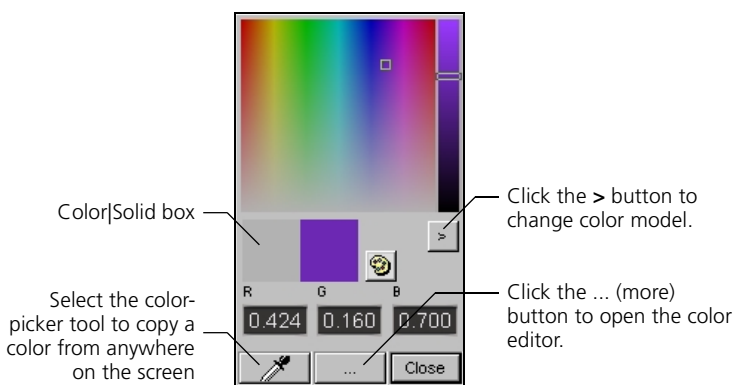 Color|Solid box
Select the color-
picker tool to copy a
color from anywhere
on the screen
>
R G B
0.424 0.160 0.700
... Close
Click the > button to
change color model.
Click the ... (more)
button to open the color
editor.